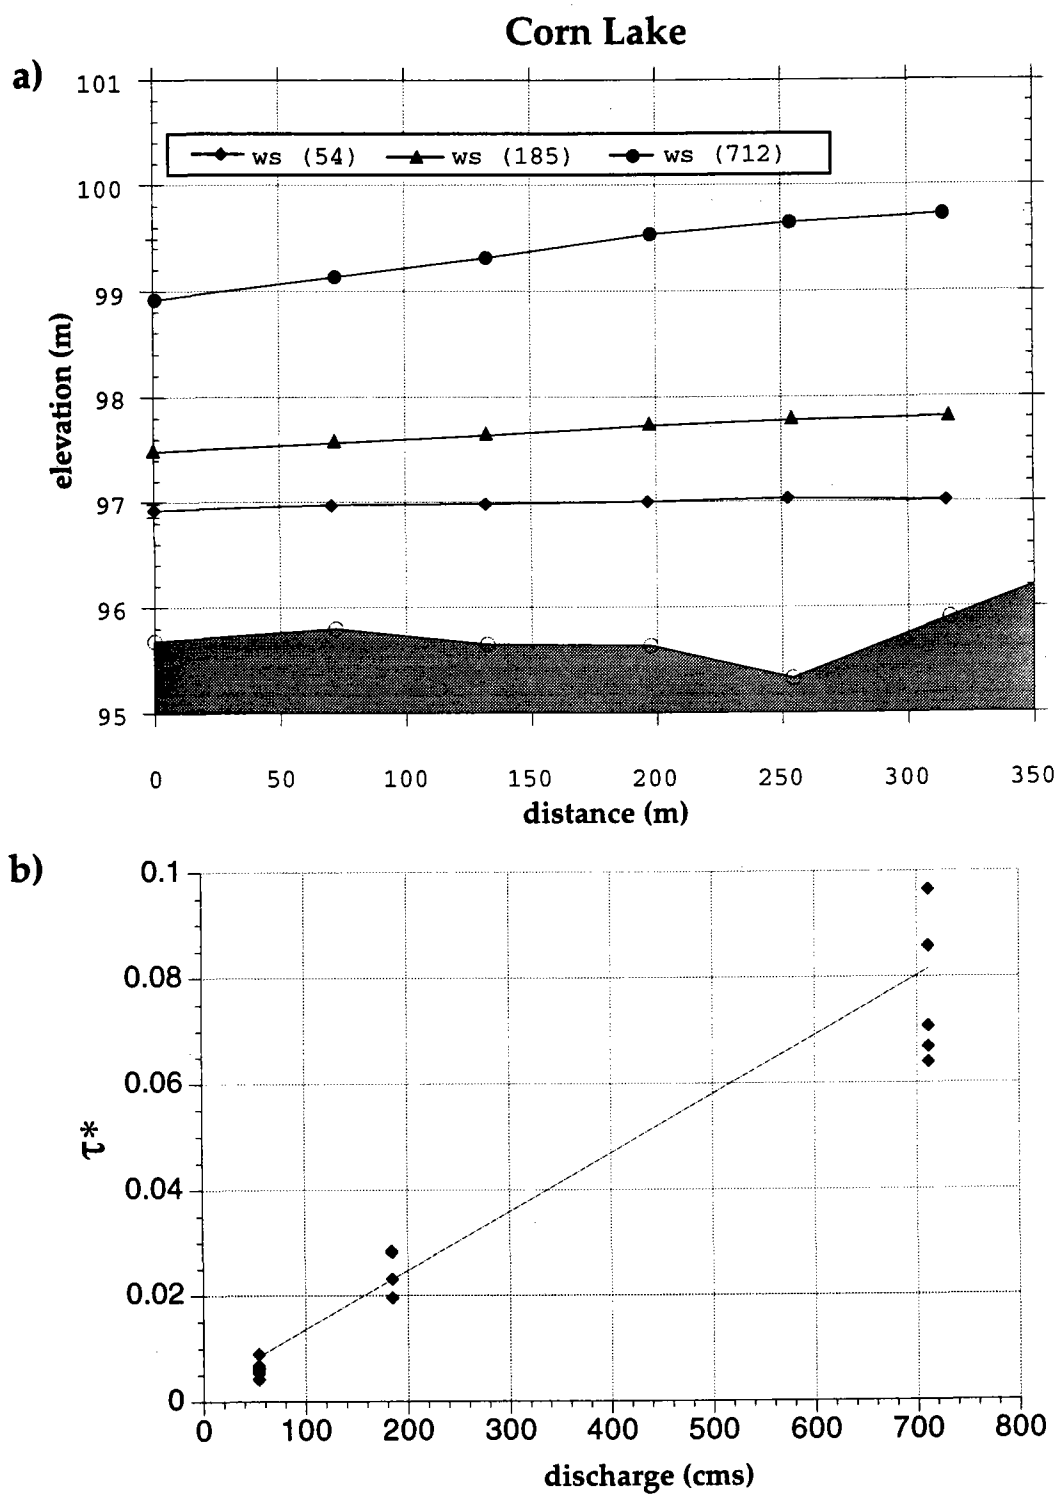 Corn Lake
a)
101
ws (54) ws (185) ws (712)
100
99
98
97
96
95
elevation (m)
0 50 100 150 200 250 300 350
distance (m)
b)
0.1
0.08
0.06
0.04
0.02
0
τ*
0 100 200 300 400 500 600 700 800
discharge (cms)